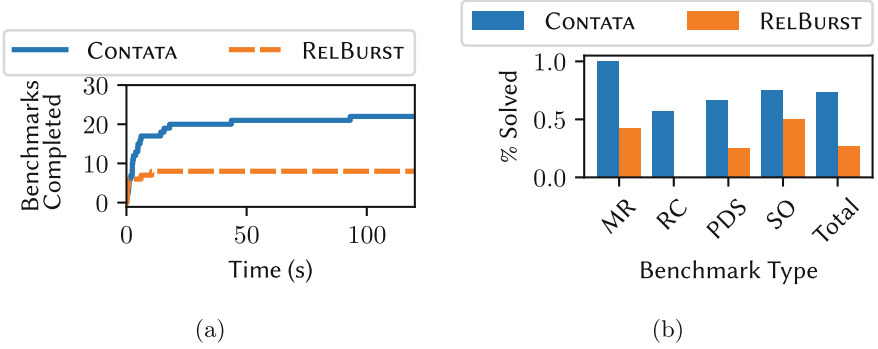 CONTATA RELBURST
30
20
10
0
Benchmarks
Completed
0 50 100
Time (s)
(a)
CONTATA RELBURST
1.0
0.5
0.0
% Solved
MR RC PDS SO Total
Benchmark Type
(b)